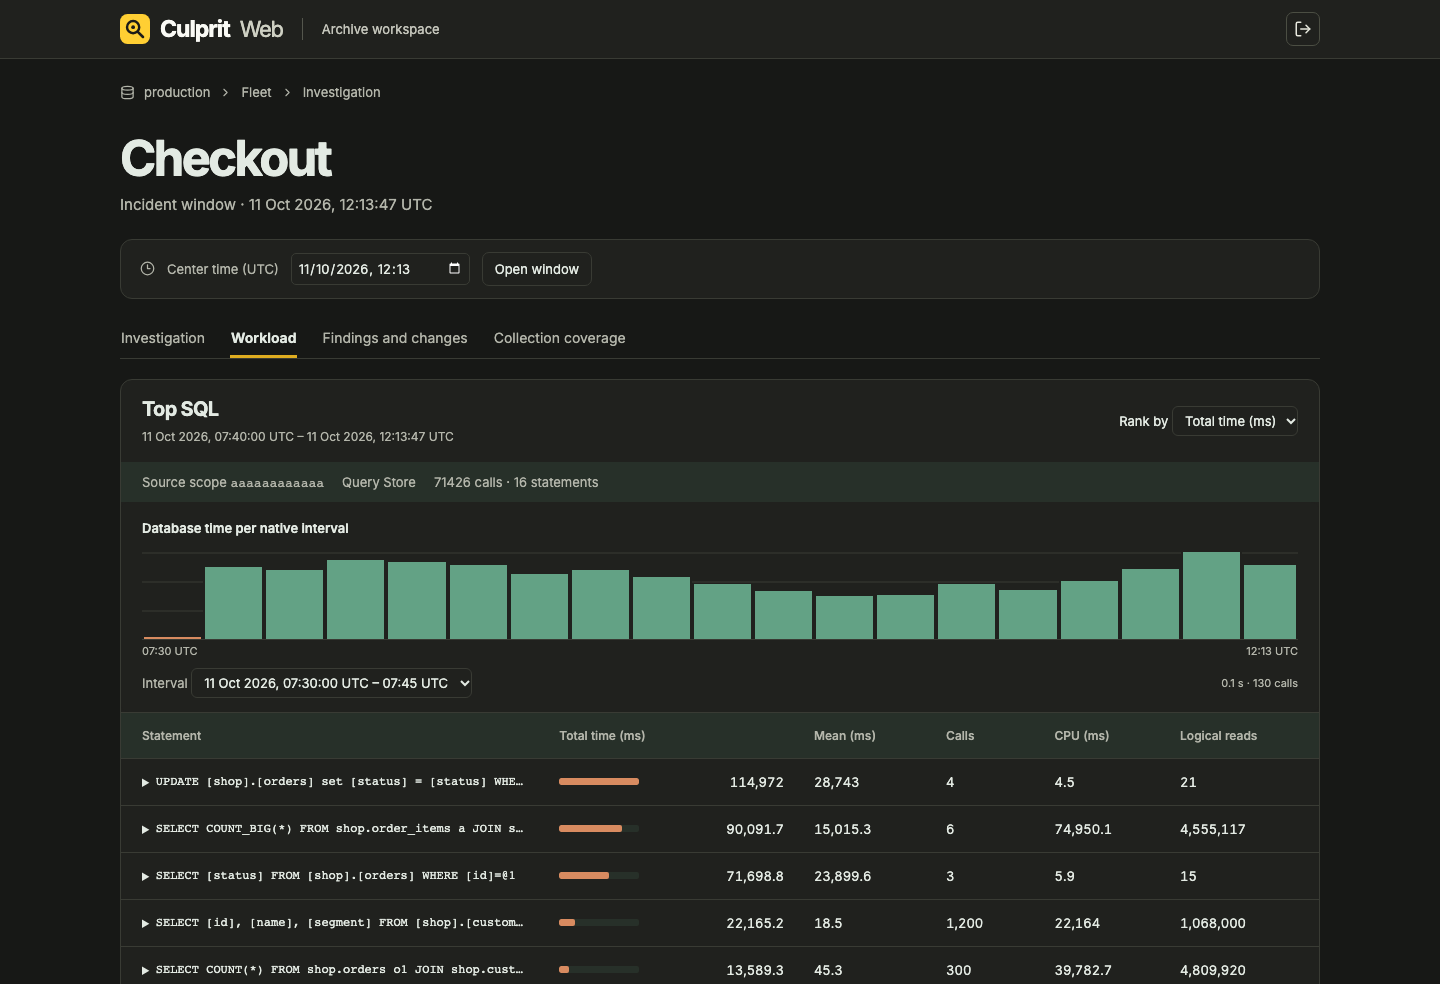 Culprit Web
Archive workspace
production > Fleet > Investigation
Checkout
Incident window · 11 Oct 2026, 12:13:47 UTC
Center time (UTC) 11/10/2026, 12:13 Open window
Investigation Workload Findings and changes Collection coverage
Top SQL
11 Oct 2026, 07:40:00 UTC – 11 Oct 2026, 12:13:47 UTC
Rank by Total time (ms)
Source scope aaaaaaaaaaaa Query Store 71426 calls · 16 statements
Database time per native interval
07:30 UTC 12:13 UTC
Interval 11 Oct 2026, 07:30:00 UTC – 07:45 UTC 0.1 s · 130 calls
Statement Total time (ms) Mean (ms) Calls CPU (ms) Logical reads
UPDATE [shop].[orders] set [status] = [status] WHE… 114,972 28,743 4 4.5 21
SELECT COUNT_BIG(*) FROM shop.order_items a JOIN s… 90,091.7 15,015.3 6 74,950.1 4,555,117
SELECT [status] FROM [shop].[orders] WHERE [id]=@1 71,698.8 23,899.6 3 5.9 15
SELECT [id], [name], [segment] FROM [shop].[custom… 22,165.2 18.5 1,200 22,164 1,068,000
SELECT COUNT(*) FROM shop.orders o1 JOIN shop.cust… 13,589.3 45.3 300 39,782.7 4,809,920